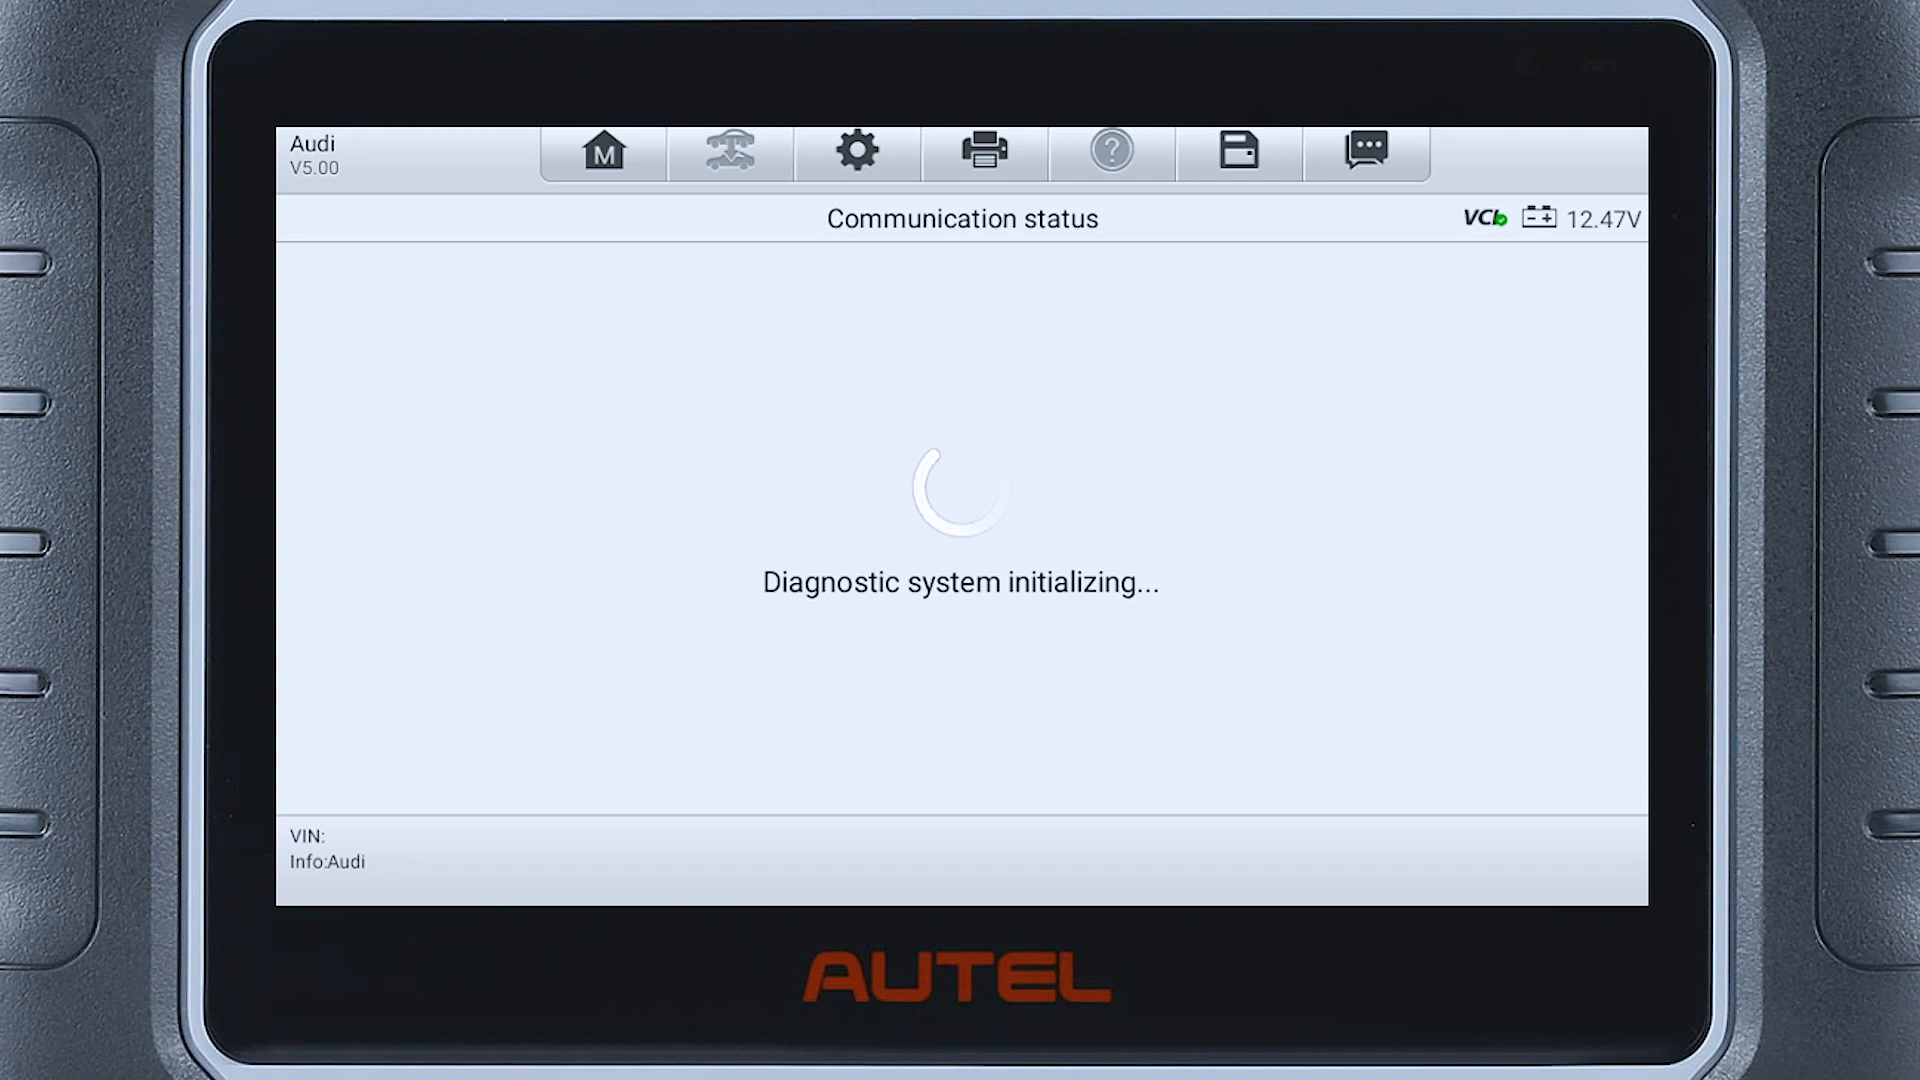 Audi
V5.00
M
?
Communication status
VCI
12.47V
Diagnostic system initializing...
VIN:
Info:Audi
AUTEL